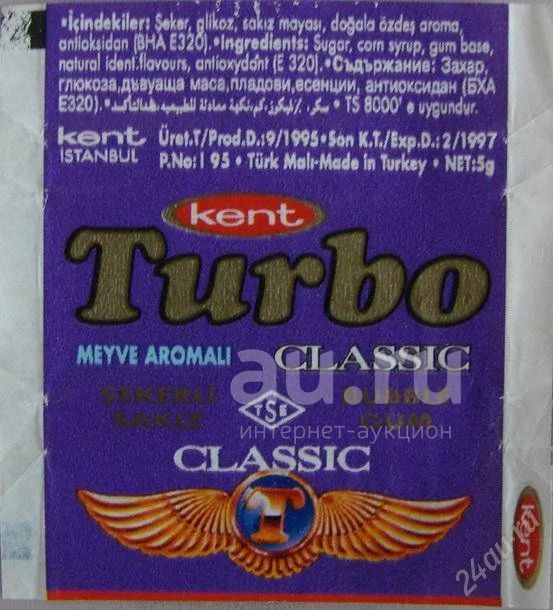 •İçindekiler: Şeker, glikoz, sakız mayası, doğala özdeş aroma,
antioksidan (BHA E320).•Ingredients: Sugar, corn syrup, gum base,
natural ident.flavours, antioxydant (E 320).•Съдържание: Захар,
глюкоза,дъвуаща маса,пладови,есенции, антиоксидан (БХА
E320).• • TS 8000' e uygundur.
kent Üret.T/Prod.D.:9/1995•Son K.T./Exp.D.:2/1997
ISTANBUL P.No:I 95 • Türk Malı-Made in Turkey • NET:5g
kent
Turbo
MEYVE AROMALI CLASSIC
au.ru
ŞEKERLİ BUBBLE
SAKIZ TSE GUM
интернет-аукцион
CLASSIC
T
kent
24au.ru